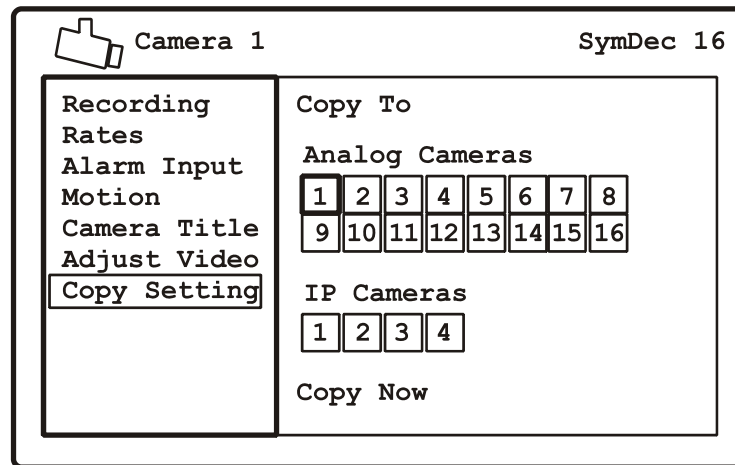 Camera 1
SymDec 16
Recording
Rates
Alarm Input
Motion
Camera Title
Adjust Video
Copy Setting
Copy To
Analog Cameras
1 2 3 4 5 6 7 8
9 10 11 12 13 14 15 16
IP Cameras
1 2 3 4
Copy Now